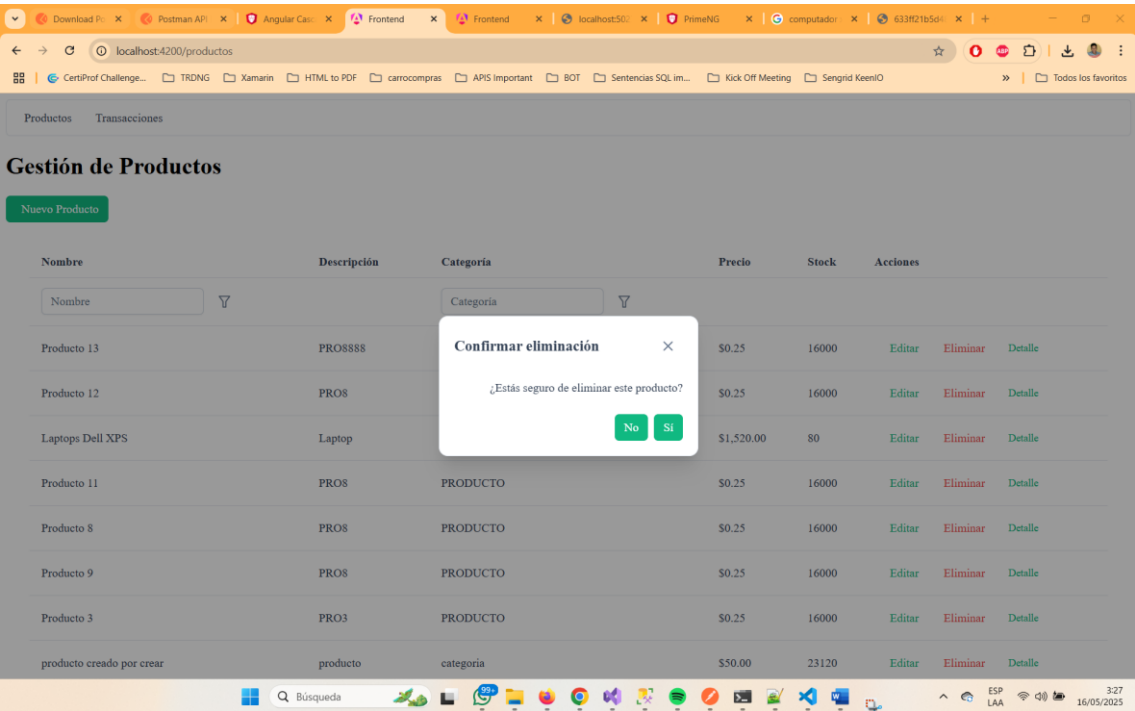 Download Po
Postman API
Angular Cas
Frontend
Frontend
localhost:502
PrimeNG
computador
633ff21b5d4
localhost:4200/productos
CertiProf Challenge...
TRDNG
Xamarin
HTML to PDF
carrocompras
APIS Important
BOT
Sentencias SQL im...
Kick Off Meeting
Sengrid KeenIO
»
Todos los favoritos
Productos Transacciones
Gestión de Productos
Nuevo Producto
Nombre Descripción Categoría Precio Stock Acciones
Nombre Categoría
Confirmar eliminación
¿Estás seguro de eliminar este producto?
No Sí
Producto 13 PRO8888 $0.25 16000 Editar Eliminar Detalle
Producto 12 PRO8 $0.25 16000 Editar Eliminar Detalle
Laptops Dell XPS Laptop $1,520.00 80 Editar Eliminar Detalle
Producto 11 PRO8 PRODUCTO $0.25 16000 Editar Eliminar Detalle
Producto 8 PRO8 PRODUCTO $0.25 16000 Editar Eliminar Detalle
Producto 9 PRO8 PRODUCTO $0.25 16000 Editar Eliminar Detalle
Producto 3 PRO3 PRODUCTO $0.25 16000 Editar Eliminar Detalle
producto creado por crear producto categoria $50.00 23120 Editar Eliminar Detalle
Búsqueda
99+
ESP
LAA
3:27
16/05/2025